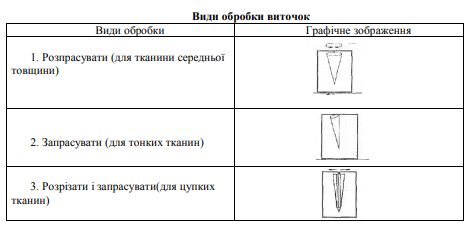 Види обробки виточок
Види обробки
Графічне зображення
1. Розпрасувати (для тканини середньої
товщини)
2. Запрасувати (для тонких тканин)
3. Розрізати і запрасувати(для цупких
тканин)